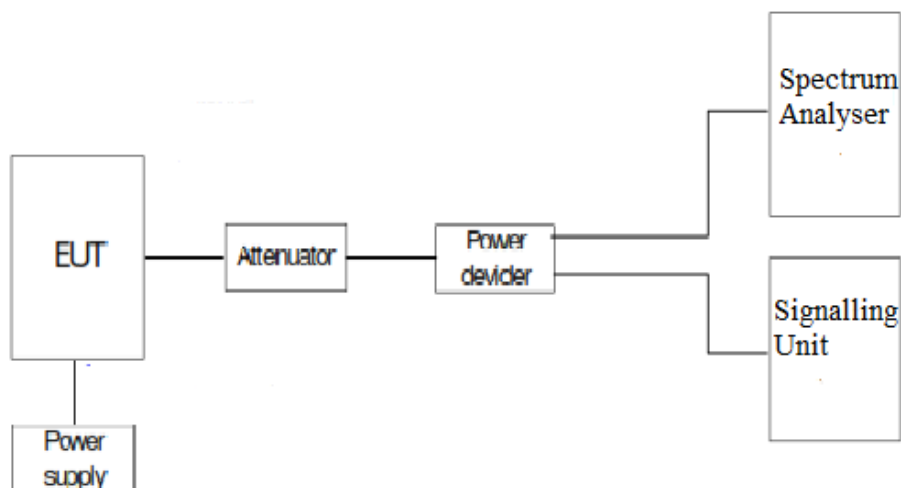 Spectrum
Analyser
EUT
Attenuator
Power
devider
Signalling
Unit
Power
supply